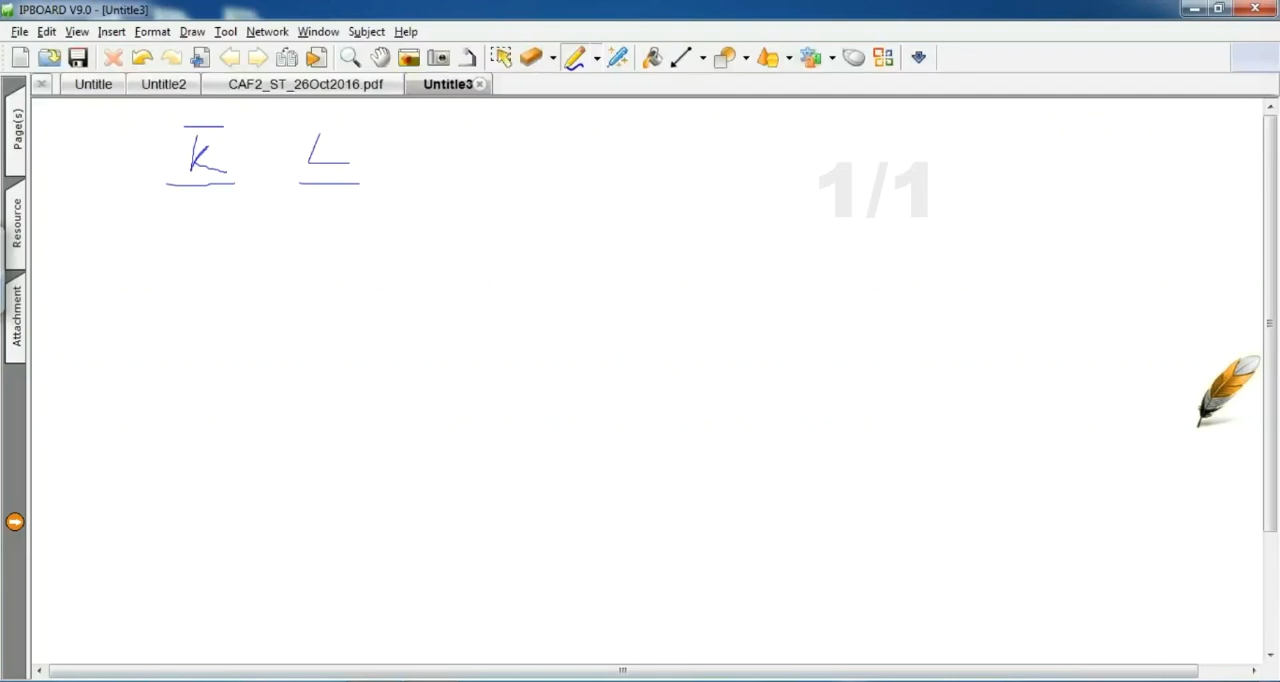 IPBOARD V9.0 - [Untitle3]
File Edit View Insert Format Draw Tool Network Window Subject Help
Untitle Untitle2 CAF2_ST_26Oct2016.pdf Untitle3
Page(s)
Resource
Attachment
K L
1/1